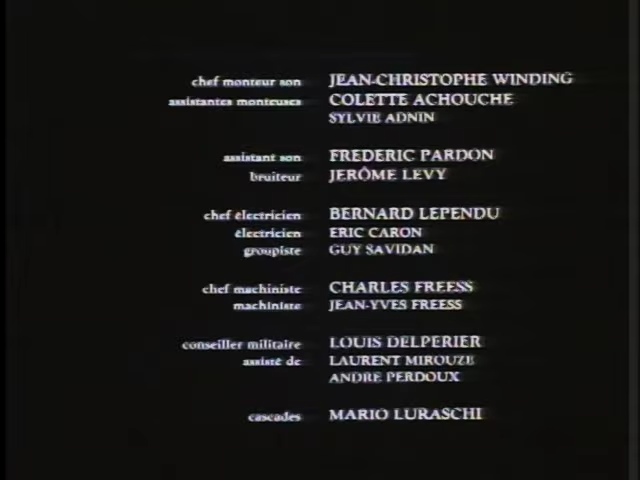 chef monteur son JEAN-CHRISTOPHE WINDING
assistantes monteuses COLETTE ACHOUCHE
SYLVIE ADNIN
assistant son FREDERIC PARDON
bruiteur JERÔME LEVY
chef électricien BERNARD LEPENDU
électricien ERIC CARON
groupiste GUY SAVIDAN
chef machiniste CHARLES FREESS
machiniste JEAN-YVES FREESS
conseiller militaire LOUIS DELPERIER
assisté de LAURENT MIROUZE
ANDRE PERDOUX
cascades MARIO LURASCHI